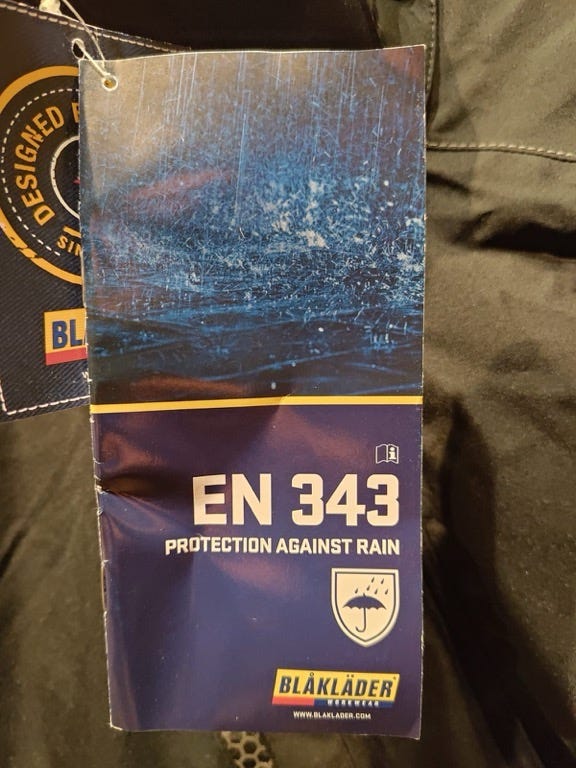 DESIGNED
BL
EN 343
PROTECTION AGAINST RAIN
BLÅKLÄDER
WORKWEAR
WWW.BLAKLADER.COM